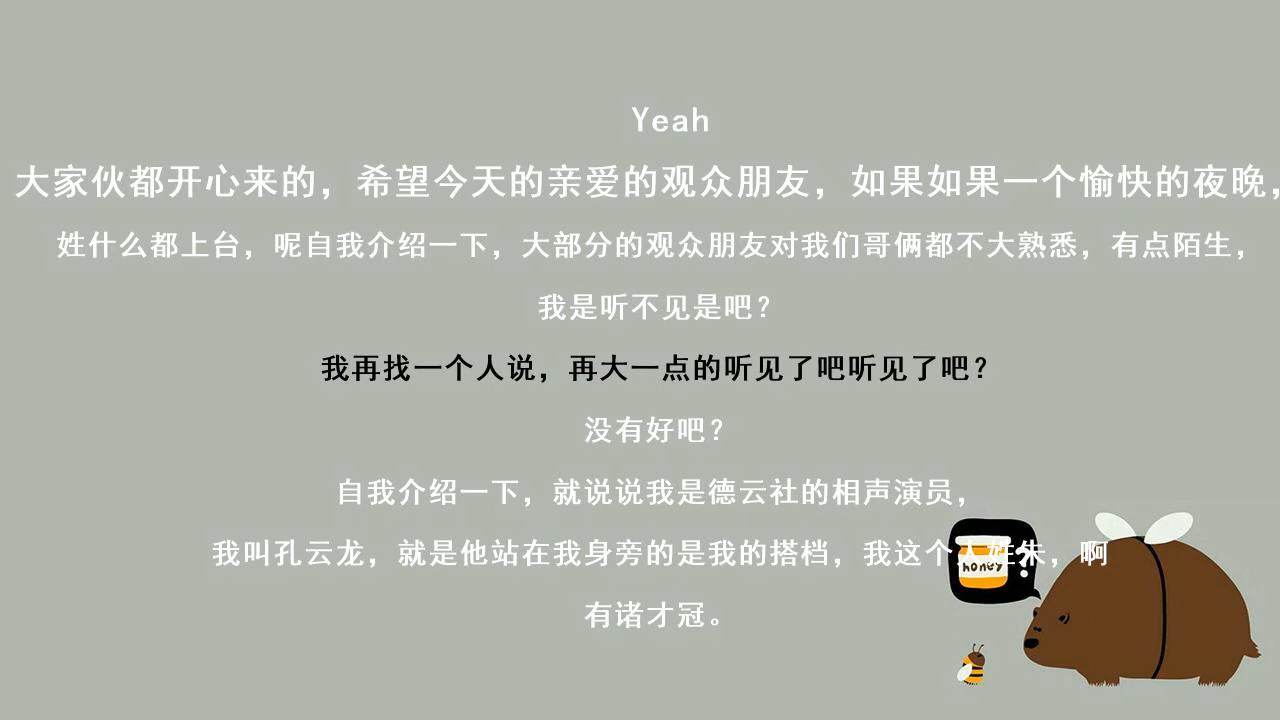 Yeah
大家伙都开心来的，希望今天的亲爱的观众朋友，如果如果一个愉快的夜晚，
姓什么都上台，呢自我介绍一下，大部分的观众朋友对我们哥俩都不大熟悉，有点陌生，
我是听不见是吧？
我再找一个人说，再大一点的听见了吧听见了吧？
没有好吧？
自我介绍一下，就说说我是德云社的相声演员，
我叫孔云龙，就是他站在我身旁的是我的搭档，我这个人姓朱，啊
honey?
有诸才冠。